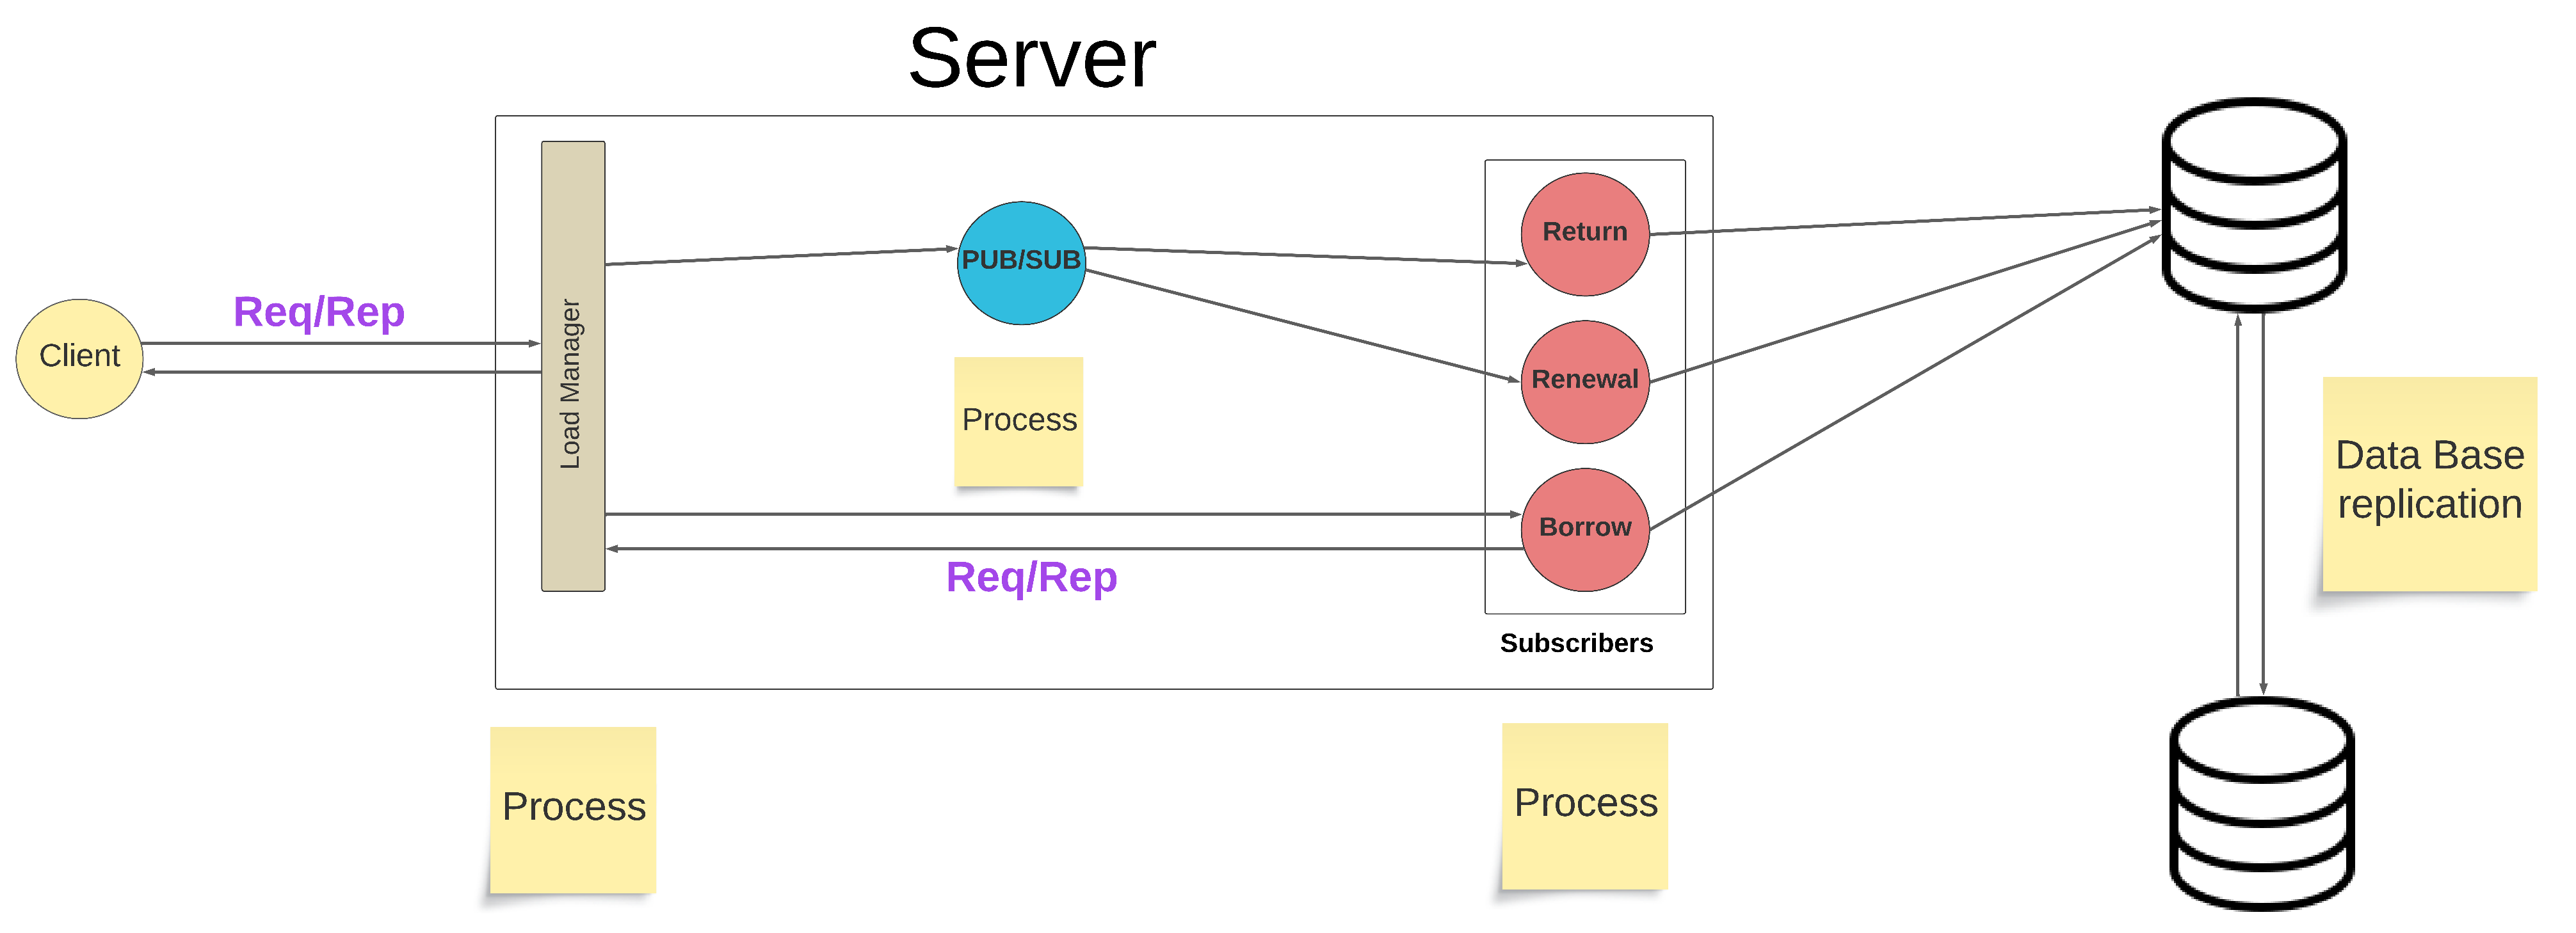 Server
Client
Req/Rep
Load Manager
PUB/SUB
Process
Req/Rep
Return
Renewal
Borrow
Subscribers
Process
Process
Data Base
replication